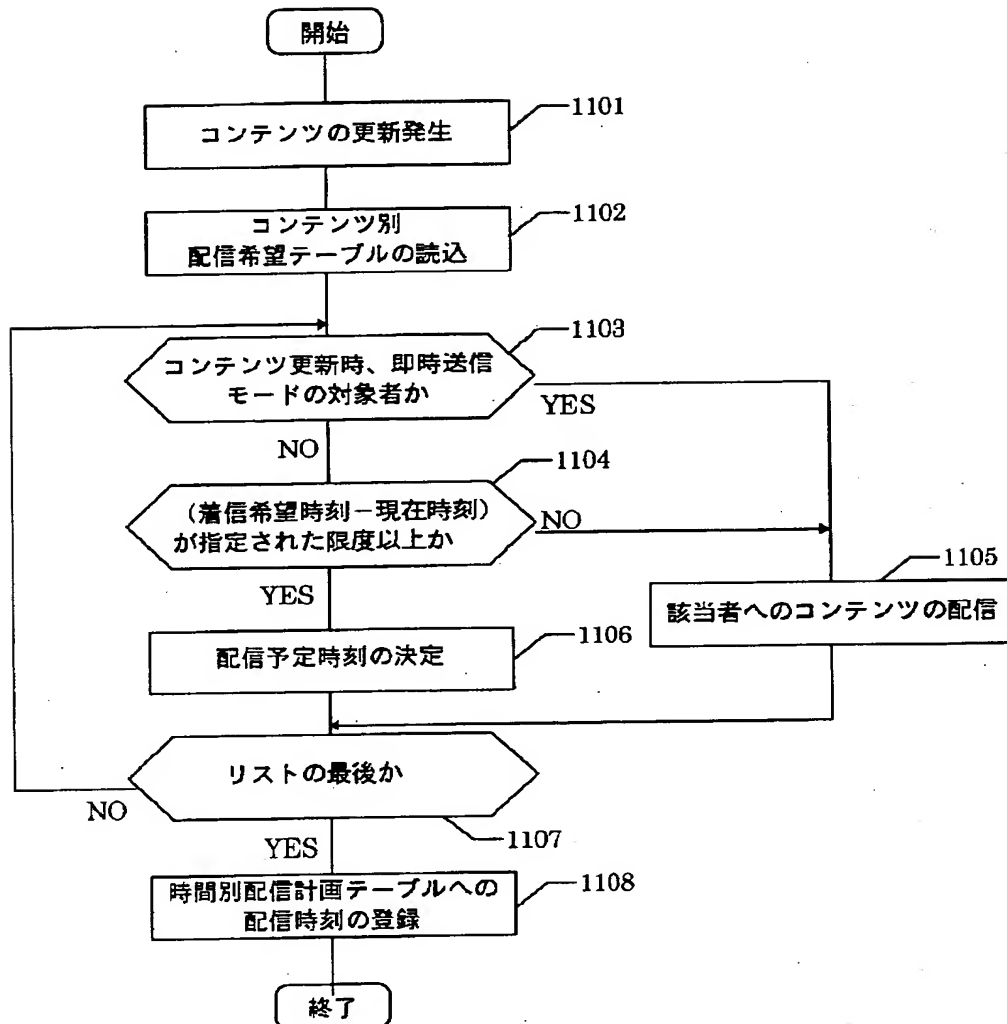 開始
コンテンツの更新発生
1101
コンテンツ別
配信希望テーブルの読込
1102
コンテンツ更新時、即時送信
モードの対象者か
1103
YES
NO
(着信希望時刻－現在時刻)
が指定された限度以上か
1104
NO
YES
該当者へのコンテンツの配信
1105
配信予定時刻の決定
1106
リストの最後か
NO
1107
YES
時間別配信計画テーブルへの
配信時刻の登録
1108
終了